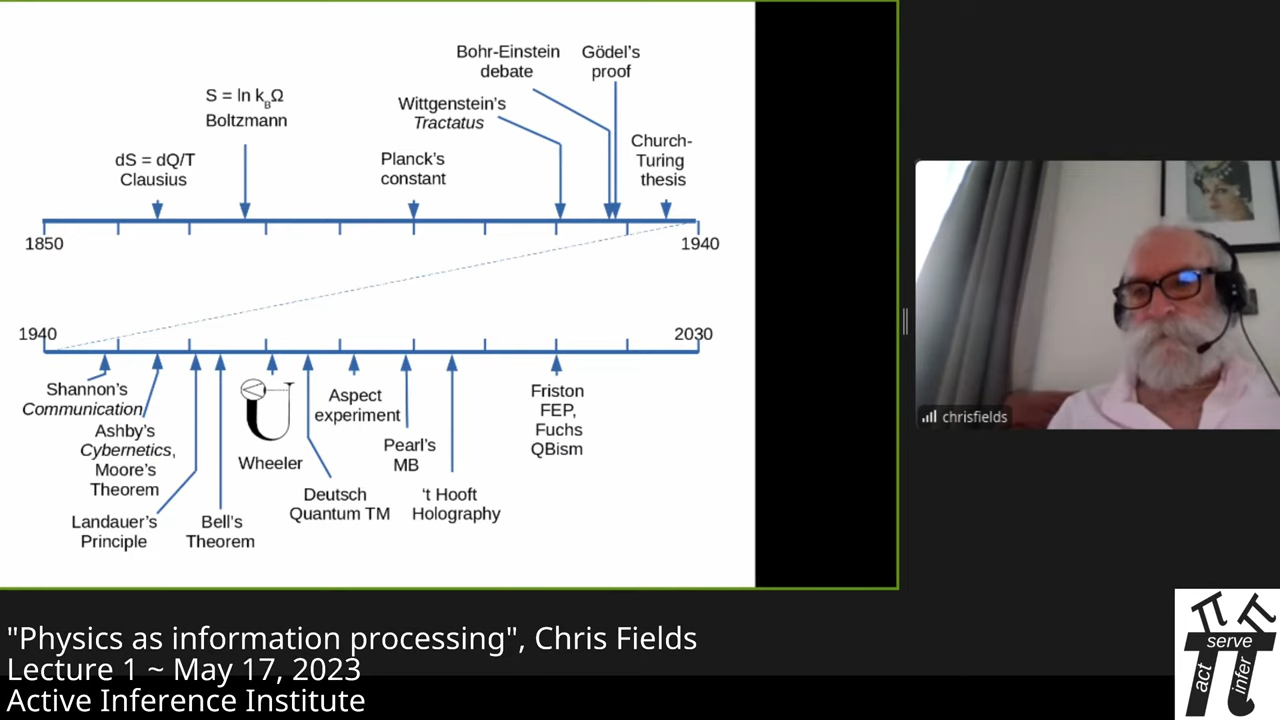 Bohr-Einstein
debate
Gödel's
proof
S = ln kBΩ
Boltzmann
Wittgenstein's
Tractatus
Church-
Turing
thesis
dS = dQ/T
Clausius
Planck's
constant
1850
1940
1940
2030
Shannon's
Communication
Ashby's
Cybernetics,
Moore's
Theorem
Landauer's
Principle
Bell's
Theorem
Wheeler
Deutsch
Quantum TM
Aspect
experiment
Pearl's
MB
't Hooft
Holography
Friston
FEP,
Fuchs
QBism
chrisfields
"Physics as information processing", Chris Fields
Lecture 1 ~ May 17, 2023
Active Inference Institute
serve
act
infer